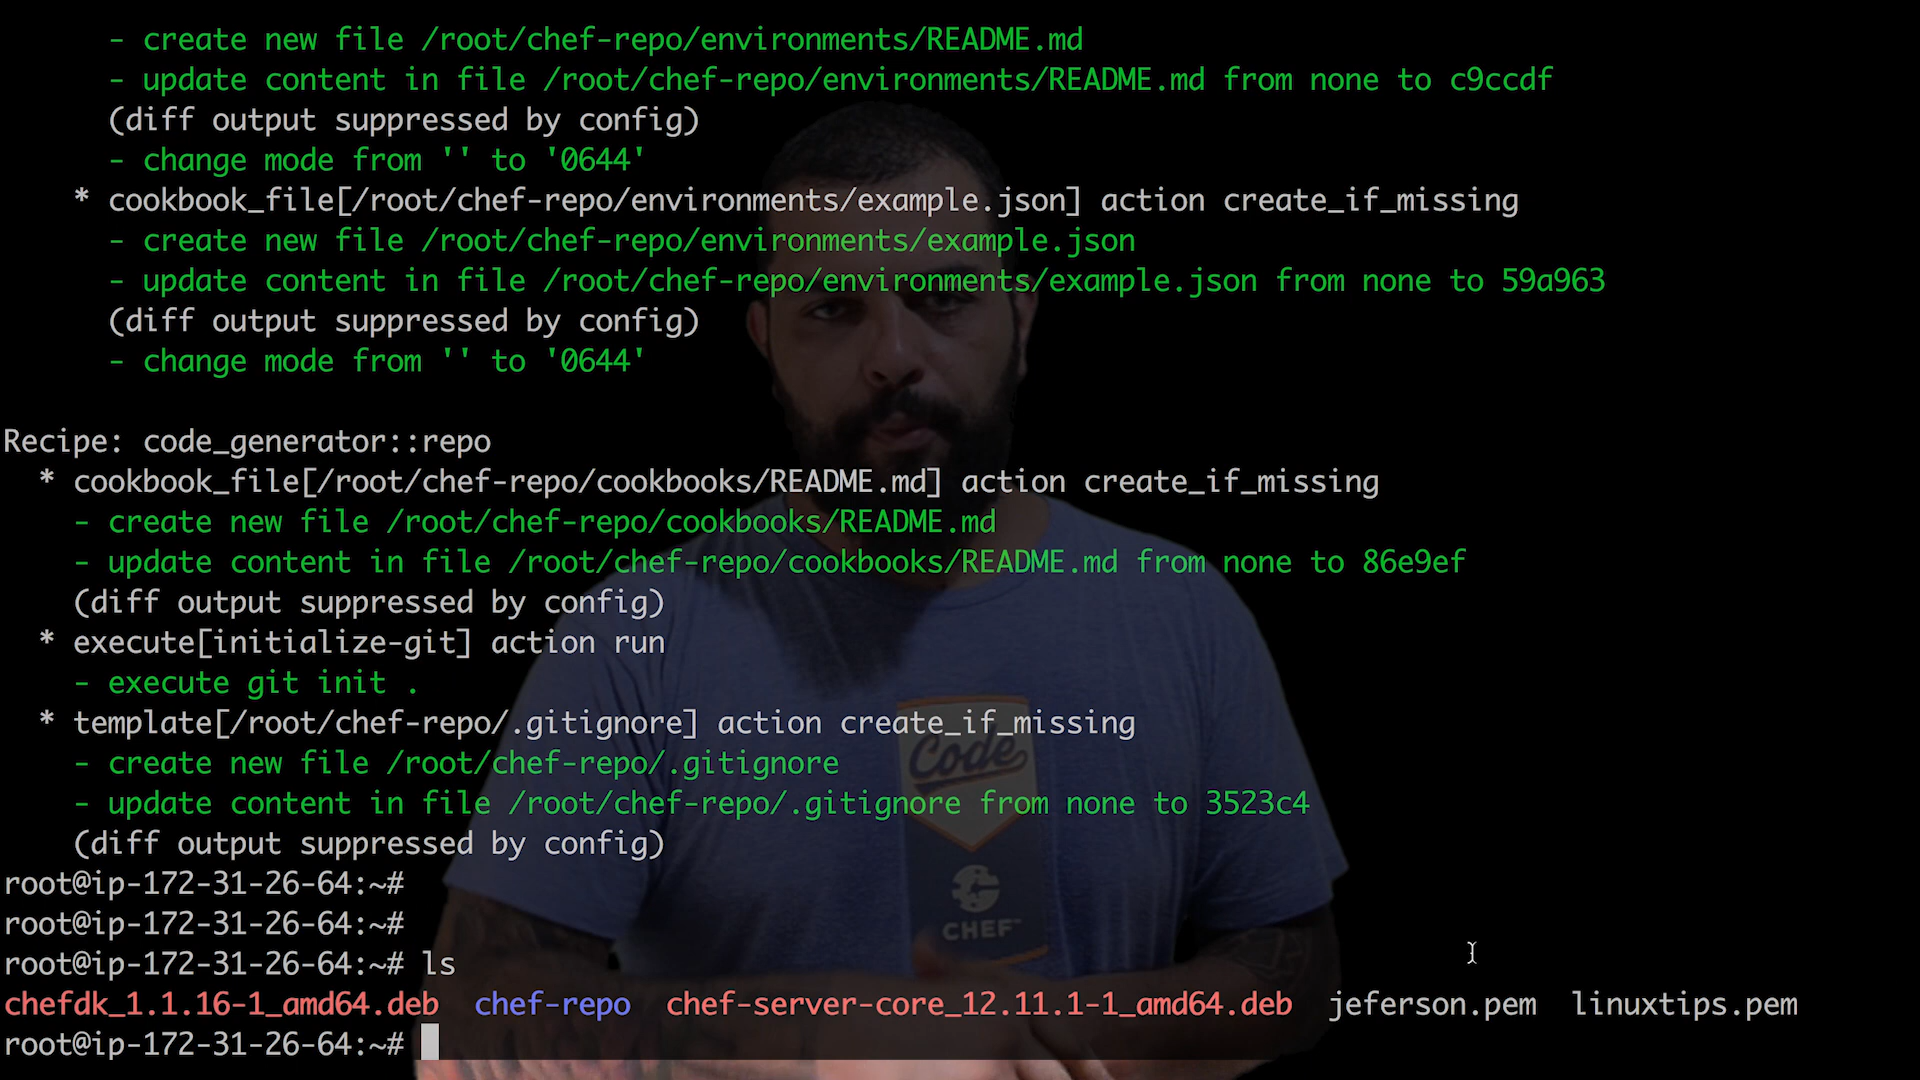 - create new file /root/chef-repo/environments/README.md
- update content in file /root/chef-repo/environments/README.md from none to c9ccdf
(diff output suppressed by config)
- change mode from '' to '0644'
* cookbook_file[/root/chef-repo/environments/example.json] action create_if_missing
- create new file /root/chef-repo/environments/example.json
- update content in file /root/chef-repo/environments/example.json from none to 59a963
(diff output suppressed by config)
- change mode from '' to '0644'
Recipe: code_generator::repo
* cookbook_file[/root/chef-repo/cookbooks/README.md] action create_if_missing
- create new file /root/chef-repo/cookbooks/README.md
- update content in file /root/chef-repo/cookbooks/README.md from none to 86e9ef
(diff output suppressed by config)
* execute[initialize-git] action run
- execute git init .
* template[/root/chef-repo/.gitignore] action create_if_missing
- create new file /root/chef-repo/.gitignore
- update content in file /root/chef-repo/.gitignore from none to 3523c4
(diff output suppressed by config)
root@ip-172-31-26-64:~#
root@ip-172-31-26-64:~#
root@ip-172-31-26-64:~# ls
chefdk_1.1.16-1_amd64.deb chef-repo chef-server-core_12.11.1-1_amd64.deb jeferson.pem linuxtips.pem
root@ip-172-31-26-64:~#
Code
CHEF